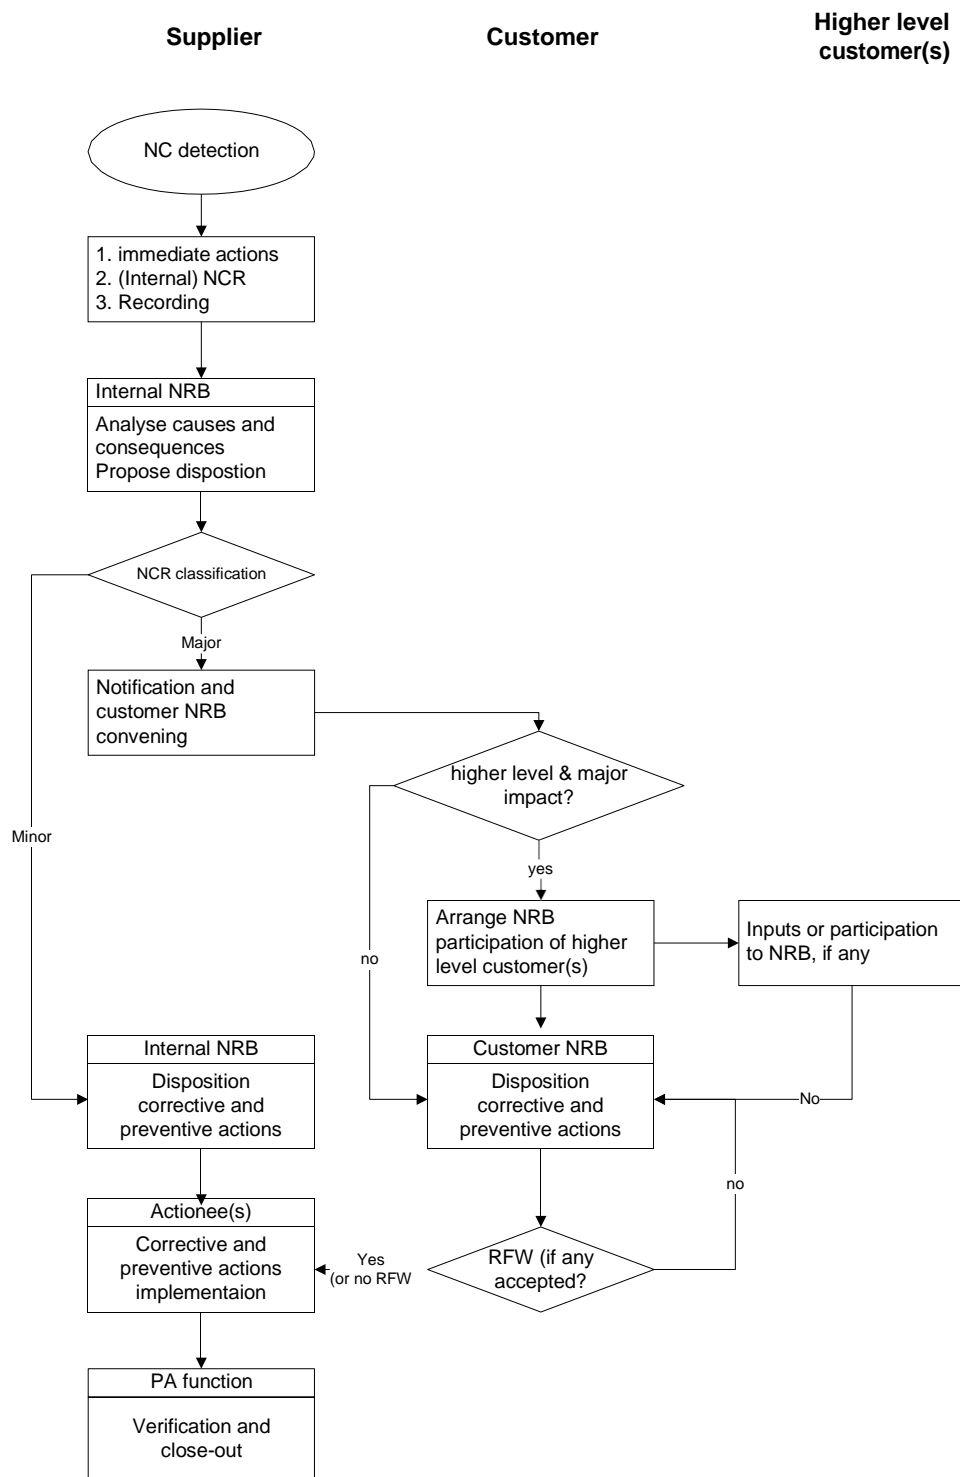 Supplier
Customer
Higher level
customer(s)
NC detection
1. immediate actions
2. (Internal) NCR
3. Recording
Internal NRB
Analyse causes and
consequences
Propose dispostion
NCR classification
Major
Notification and
customer NRB
convening
higher level & major
impact?
Minor
yes
Arrange NRB
participation of higher
level customer(s)
Inputs or participation
to NRB, if any
no
Internal NRB
Disposition
corrective and
preventive actions
Customer NRB
Disposition
corrective and
preventive actions
No
no
Actionee(s)
Corrective and
preventive actions
implementaion
Yes
(or no RFW
RFW (if any
accepted?
PA function
Verification and
close-out